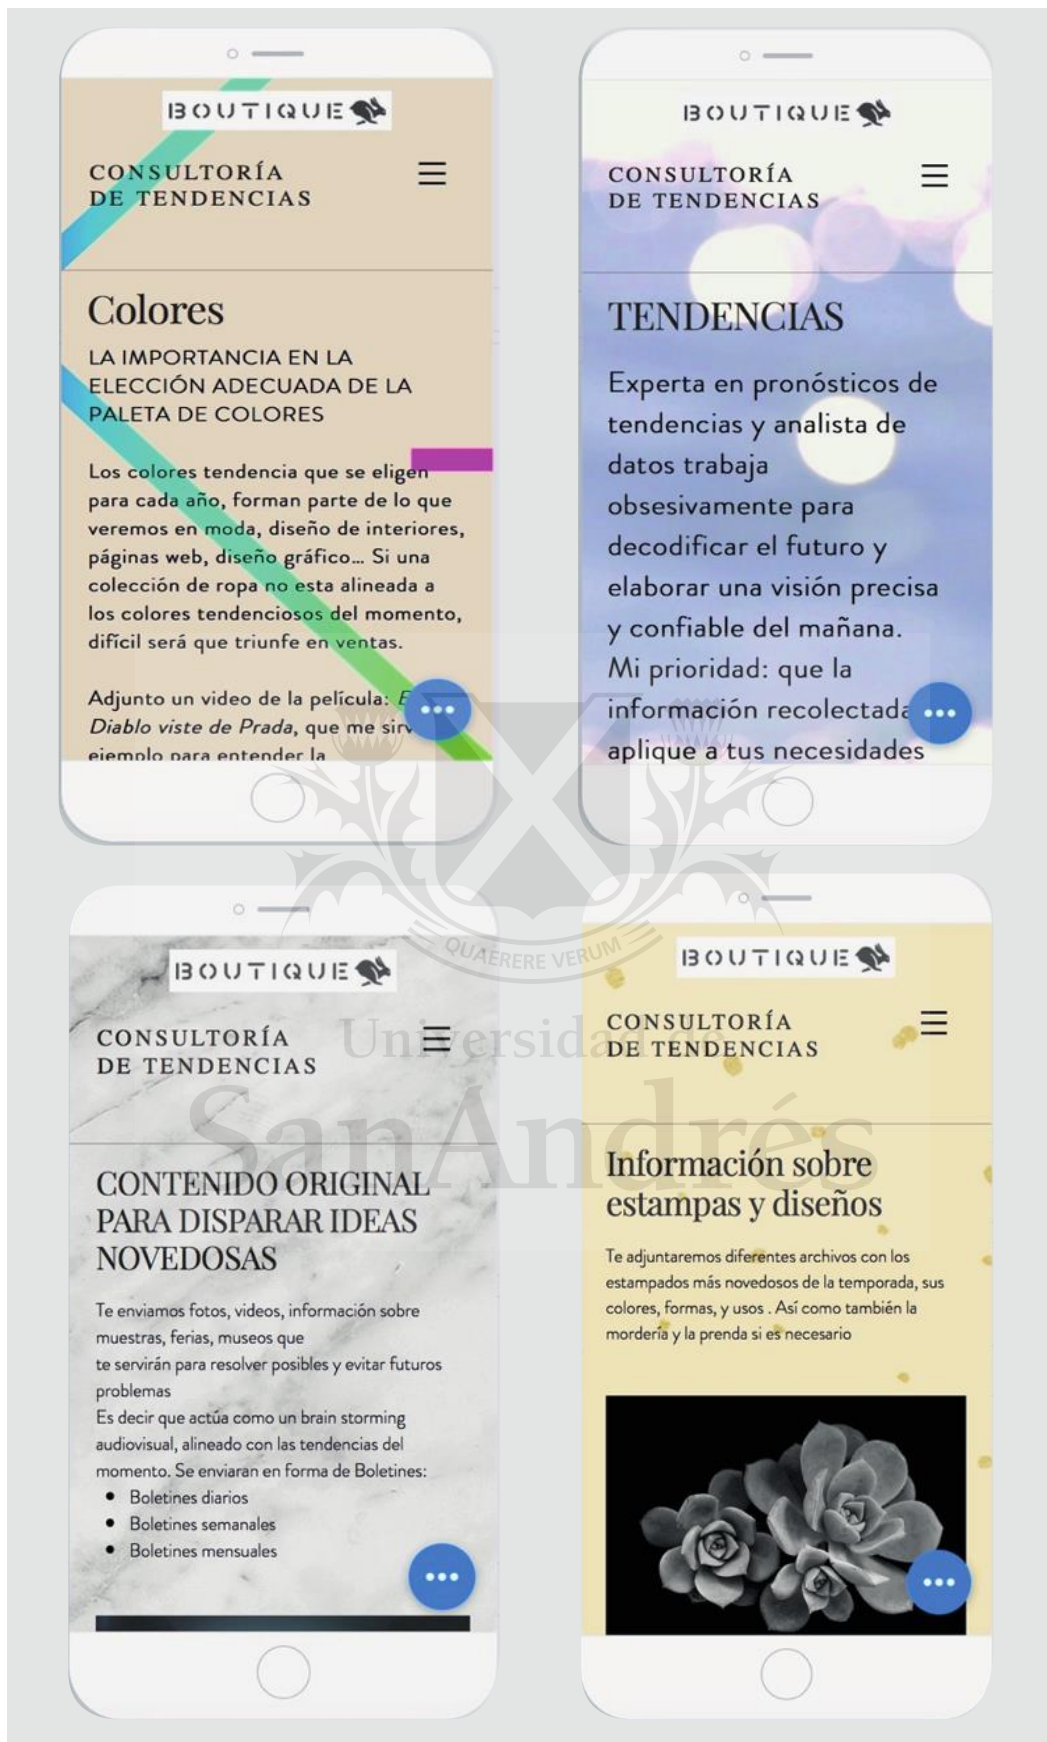 BOUTIQUE
CONSULTORÍA
DE TENDENCIAS
Colores
LA IMPORTANCIA EN LA
ELECCIÓN ADECUADA DE LA
PALETA DE COLORES
Los colores tendencia que se eligen
para cada año, forman parte de lo que
veremos en moda, diseño de interiores,
páginas web, diseño gráfico... Si una
colección de ropa no esta alineada a
los colores tendenciosos del momento,
difícil será que triunfe en ventas.
Adjunto un video de la película: E
Diablo viste de Prada, que me sirv
ejemplo para entender la
BOUTIQUE
CONSULTORÍA
DE TENDENCIAS
TENDENCIAS
Experta en pronósticos de
tendencias y analista de
datos trabaja
obsesivamente para
decodificar el futuro y
elaborar una visión precisa
y confiable del mañana.
Mi prioridad: que la
información recolectada
aplique a tus necesidades
BOUTIQUE
CONSULTORÍA
DE TENDENCIAS
CONTENIDO ORIGINAL
PARA DISPARAR IDEAS
NOVEDOSAS
Te enviamos fotos, videos, información sobre
muestras, ferias, museos que
te servirán para resolver posibles y evitar futuros
problemas
Es decir que actúa como un brain storming
audiovisual, alineado con las tendencias del
momento. Se enviaran en forma de Boletines:
• Boletines diarios
• Boletines semanales
• Boletines mensuales
BOUTIQUE
CONSULTORÍA
DE TENDENCIAS
Información sobre
estampas y diseños
Te adjuntaremos diferentes archivos con los
estampados más novedosos de la temporada, sus
colores, formas, y usos . Así como también la
mordería y la prenda si es necesario
QUAERERE VERUM
Universidad de
SanAndrés